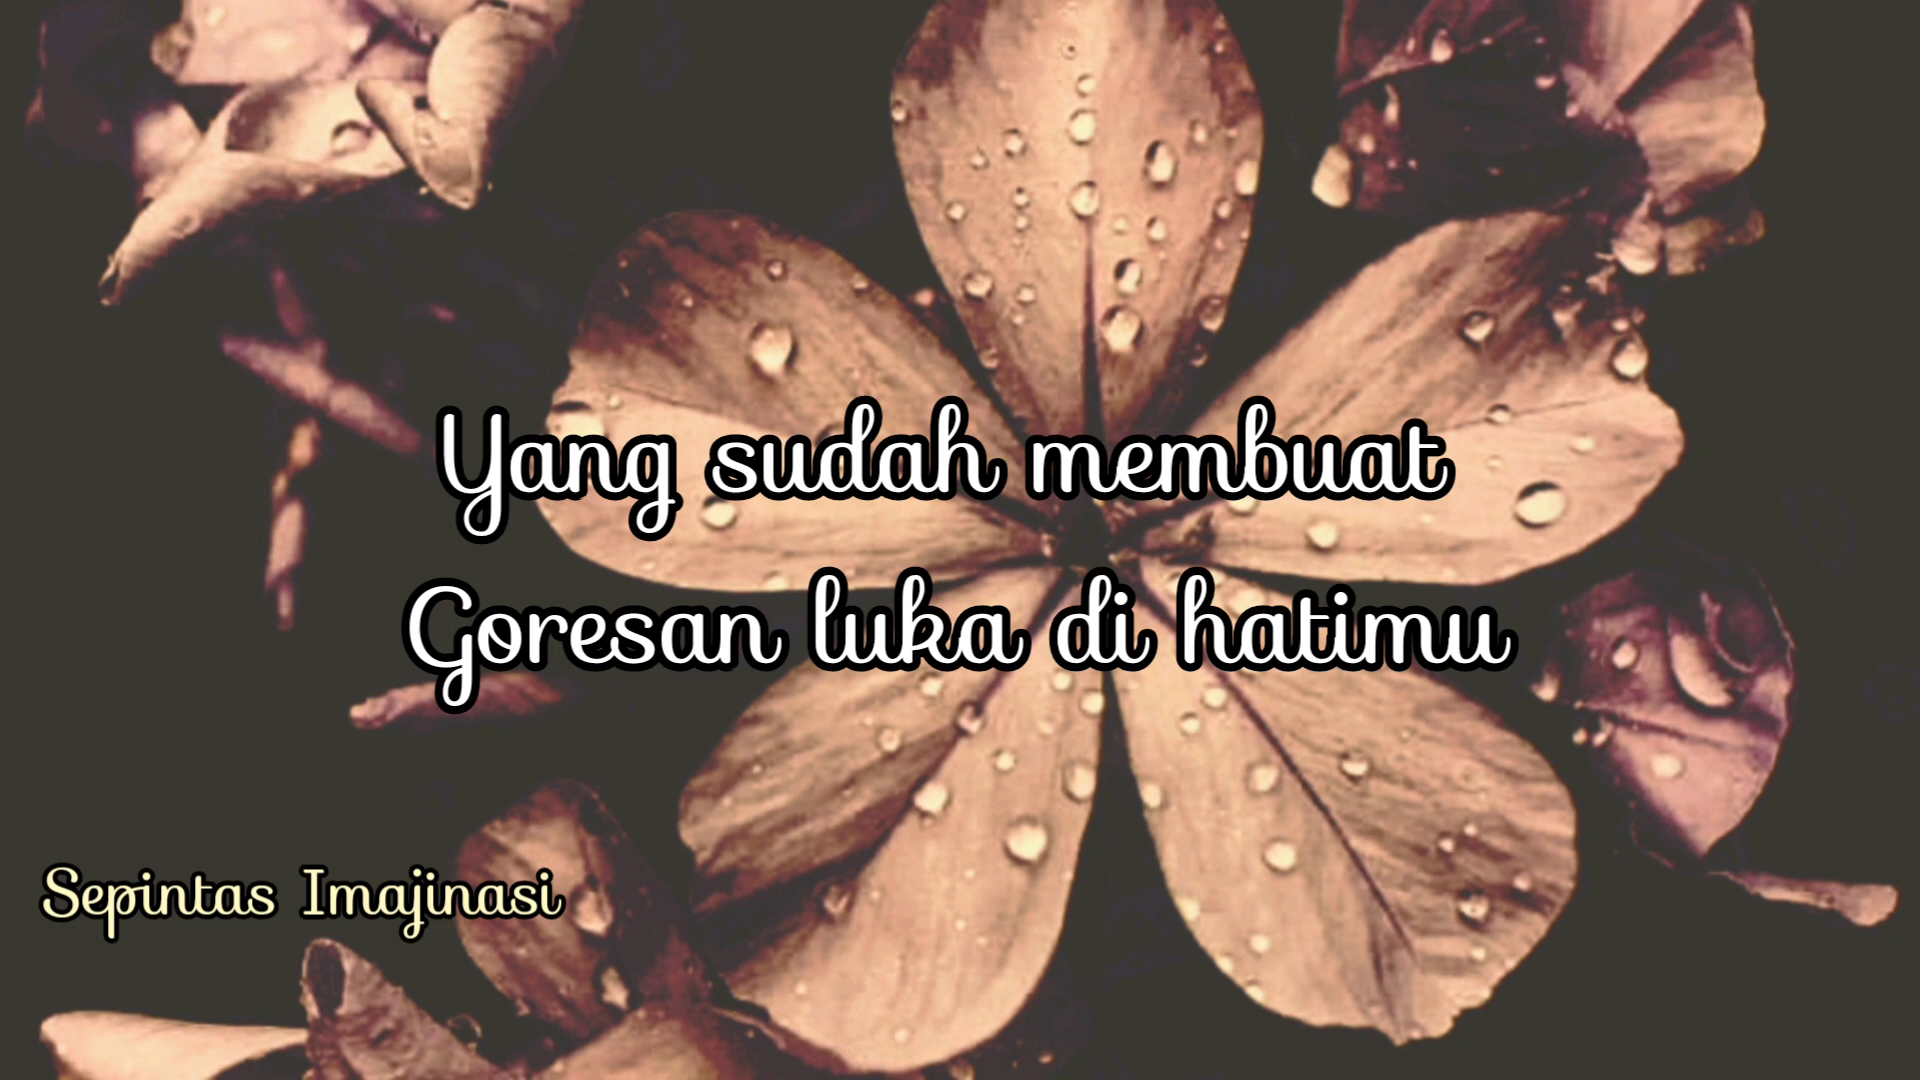 Yang sudah membuat
Goresan luka di hatimu
Sepintas Imajinasi